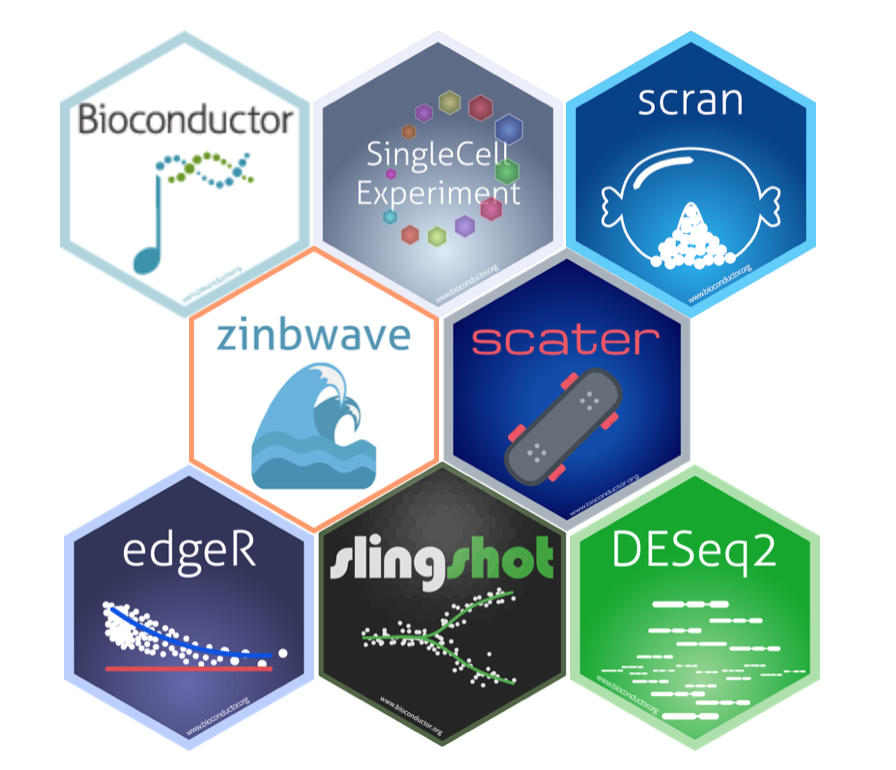 Bioconductor
SingleCell
Experiment
www.bioconductor.org
scran
www.bioconductor.org
zinbwave
scater
www.bioconductor.org
edgeR
www.bioconductor.org
slingshot
www.bioconductor.org
DESeq2
www.bioconductor.org